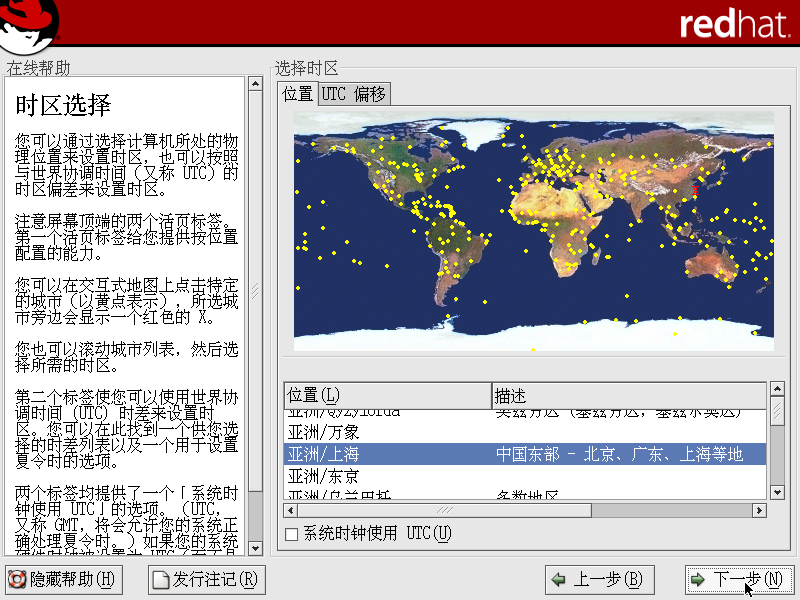 redhat.
在线帮助
时区选择
您可以通过选择计算机所处的物
理位置来设置时区，也可以按照
与世界协调时间（又称 UTC）的
时区偏差来设置时区。
注意屏幕顶端的两个活页标签。
第一个活页标签给您提供按位置
配置的能力。
您可以在交互式地图上点击特定
的城市（以黄点表示），所选城
市旁边会显示一个红色的 X。
您也可以滚动城市列表，然后选
择所需的时区。
第二个标签使您可以使用世界协
调时间（UTC）时差来设置时
区。您可以在此找到一个供您选
择的时差列表以及一个用于设置
夏令时的选项。
两个标签均提供了一个「系统时
钟使用 UTC」的选项。（UTC，
又称 GMT，将会允许您的系统正
确处理夏令时。）如果您的系统
选择时区
位置
UTC 偏移
位置(L)
描述
亚洲/万象
亚洲/上海
中国东部 - 北京、广东、上海等地
亚洲/东京
亚洲/乌兰巴托
多数地区
系统时钟使用 UTC(U)
隐藏帮助(H)
发行注记(R)
上一步(B)
下一步(N)